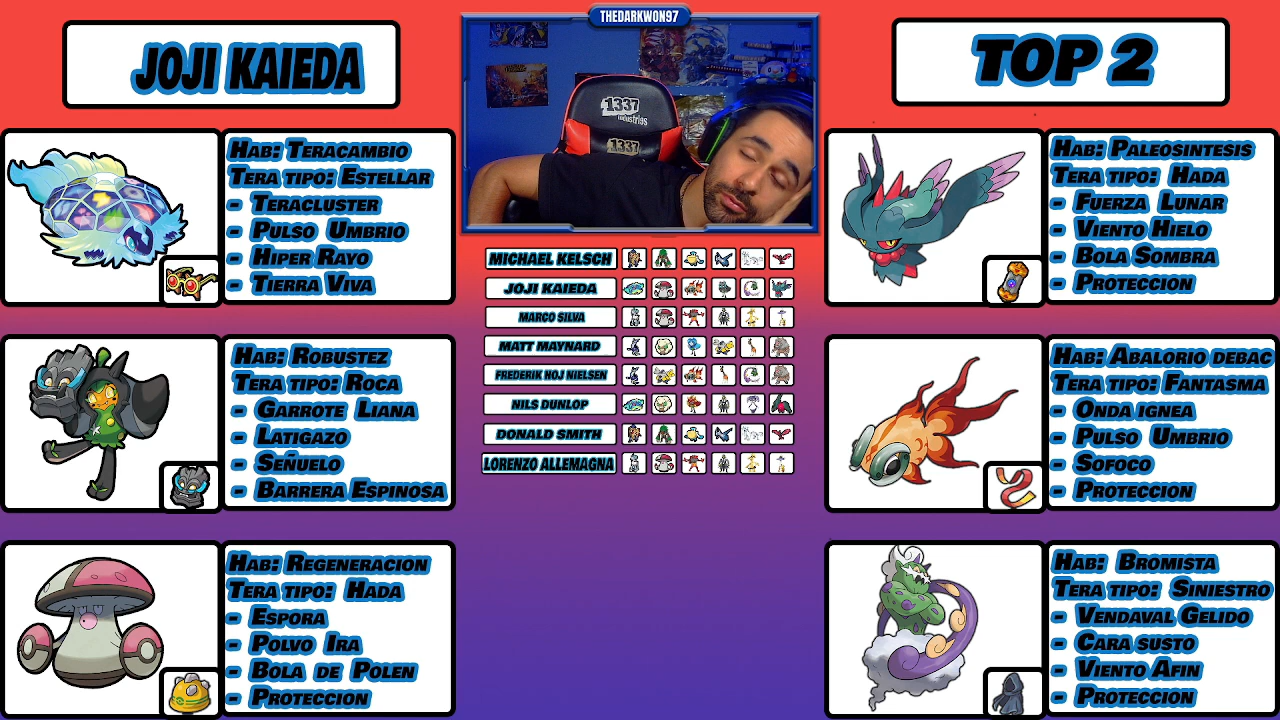 THEDARKWON97
JOJI KAIEDA
TOP 2
1337
industries
1337
Hab: Teracambio
Tera tipo: Estellar
- Teracluster
- Pulso Umbrio
- Hiper Rayo
- Tierra Viva
Hab: Robustez
Tera tipo: Roca
- Garrote Liana
- Latigazo
- Señuelo
- Barrera Espinosa
Hab: Regeneracion
Tera tipo: Hada
- Espora
- Polvo Ira
- Bola de Polen
- Proteccion
MICHAEL KELSCH
JOJI KAIEDA
MARCO SILVA
MATT MAYNARD
FREDERIK HOJ NIELSEN
NILS DUNLOP
DONALD SMITH
LORENZO ALLEMAGNA
Hab: Paleosintesis
Tera tipo: Hada
- Fuerza Lunar
- Viento Hielo
- Bola Sombra
- Proteccion
Hab: Abalorio debac
Tera tipo: Fantasma
- Onda ignea
- Pulso Umbrio
- Sofoco
- Proteccion
Hab: Bromista
Tera tipo: Siniestro
- Vendaval Gelido
- Cara susto
- Viento Afin
- Proteccion